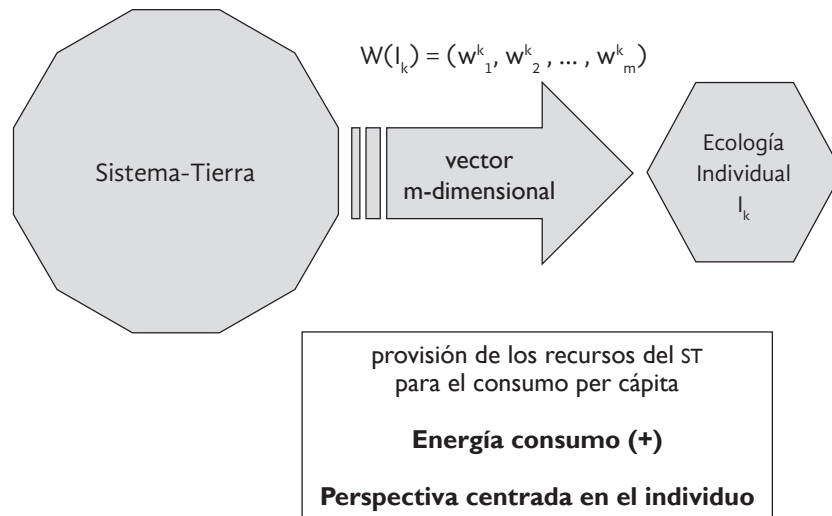 W(I_k) = (w^k_1, w^k_2 , ... , w^k_m)
Sistema-Tierra
vector
m-dimensional
Ecología
Individual
I_k
provisión de los recursos del ST
para el consumo per cápita
Energía consumo (+)
Perspectiva centrada en el individuo